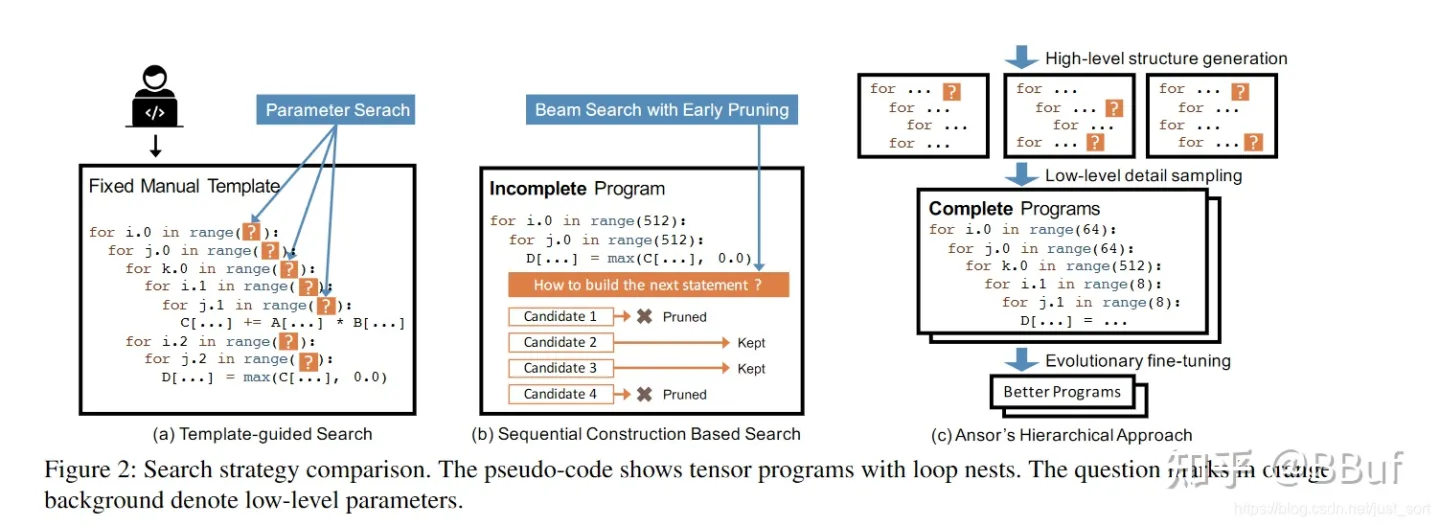 </>
Parameter Serach
Fixed Manual Template
for i.0 in range( ? ):
for j.0 in range( ? ):
for k.0 in range( ? ):
for i.1 in range( ? ):
for j.1 in range( ? ):
C[...] += A[...] * B[...]
for i.2 in range( ? ):
for j.2 in range( ? ):
D[...] = max(C[...], 0.0)
(a) Template-guided Search
Beam Search with Early Pruning
Incomplete Program
for i.0 in range(512):
for j.0 in range(512):
D[...] = max(C[...], 0.0)
How to build the next statement ?
Candidate 1 Pruned
Candidate 2 Kept
Candidate 3 Kept
Candidate 4 Pruned
(b) Sequential Construction Based Search
High-level structure generation
for ... ?
for ...
for ...
for ...
for ...
for ... ?
for ...
for ... ?
for ... ?
for ...
for ...
for ... ?
Low-level detail sampling
Complete Programs
for i.0 in range(64):
for j.0 in range(64):
for k.0 in range(512):
for i.1 in range(8):
for j.1 in range(8):
D[...] = ...
Evolutionary fine-tuning
Better Programs
(c) Ansor's Hierarchical Approach
Figure 2: Search strategy comparison. The pseudo-code shows tensor programs with loop nests. The question marks in orange
background denote low-level parameters.
知乎 @BBuf
https://blog.csdn.net/just_sort